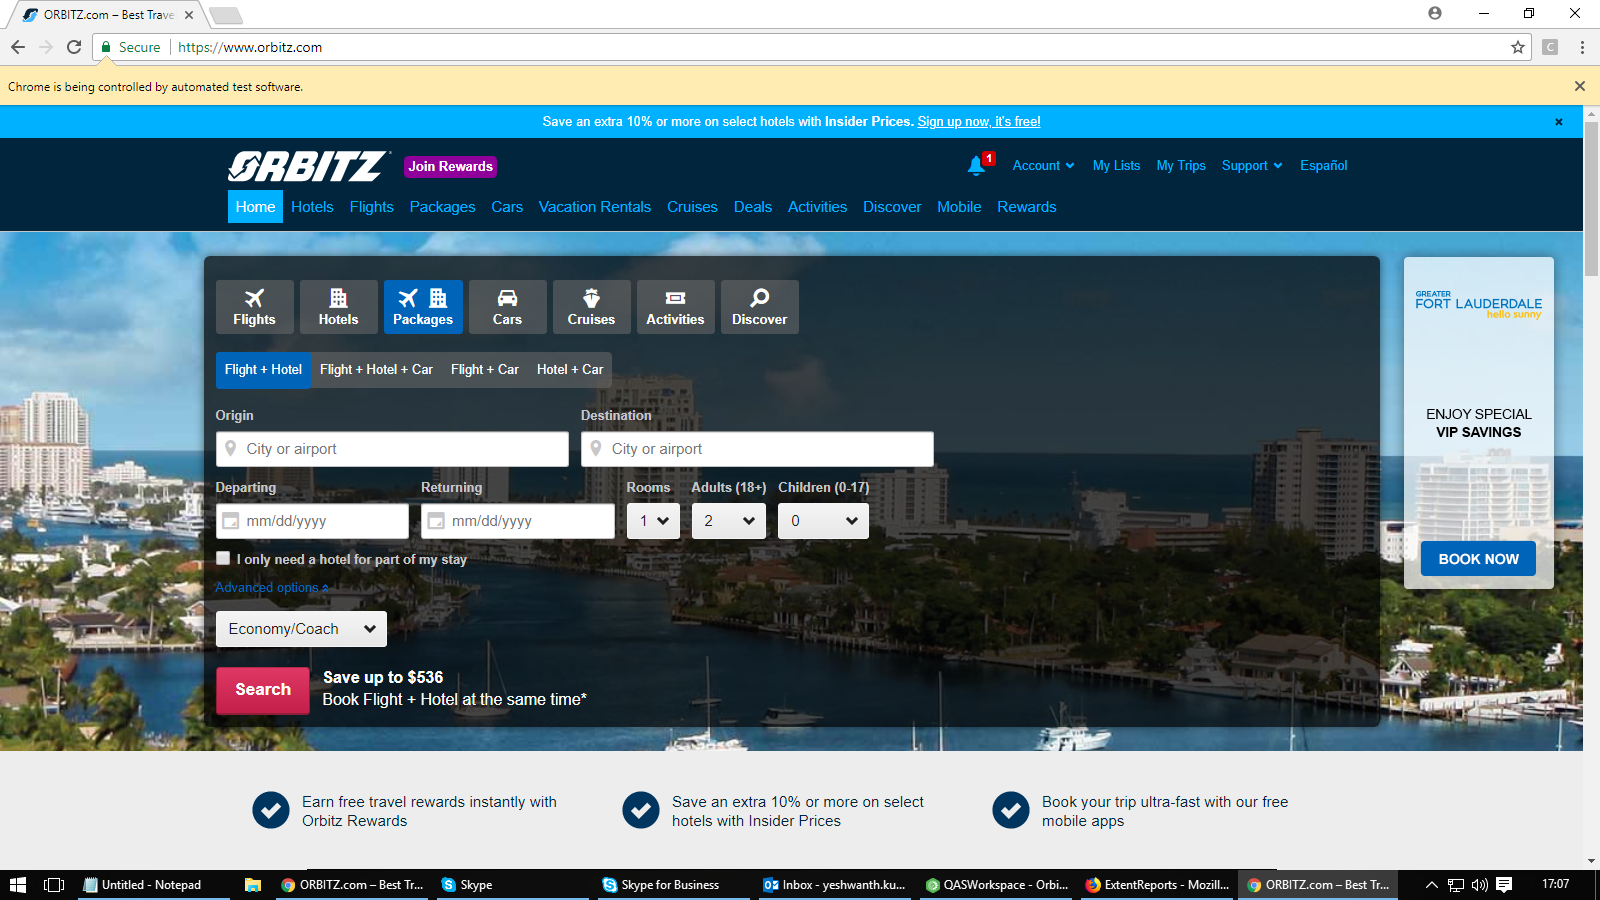 ORBITZ.com – Best Trave
Secure
https://www.orbitz.com
C
Chrome is being controlled by automated test software.
Save an extra 10% or more on select hotels with Insider Prices. Sign up now, it's free!
ORBITZ
Join Rewards
1
Account
My Lists
My Trips
Support
Español
Home
Hotels
Flights
Packages
Cars
Vacation Rentals
Cruises
Deals
Activities
Discover
Mobile
Rewards
Flights
Hotels
Packages
Cars
Cruises
Activities
Discover
Flight + Hotel
Flight + Hotel + Car
Flight + Car
Hotel + Car
Origin
Destination
City or airport
City or airport
Departing
Returning
Rooms
Adults (18+)
Children (0-17)
mm/dd/yyyy
mm/dd/yyyy
1
2
0
I only need a hotel for part of my stay
Advanced options
Economy/Coach
Search
Save up to $536
Book Flight + Hotel at the same time*
GREATER
FORT LAUDERDALE
hello sunny
ENJOY SPECIAL
VIP SAVINGS
BOOK NOW
Earn free travel rewards instantly with
Orbitz Rewards
Save an extra 10% or more on select
hotels with Insider Prices
Book your trip ultra-fast with our free
mobile apps
Untitled - Notepad
ORBITZ.com – Best Tr...
Skype
Skype for Business
Inbox - yeshwanth.ku...
QASWorkspace - Orbi...
ExtentReports - Mozill...
ORBITZ.com – Best Tr...
17:07